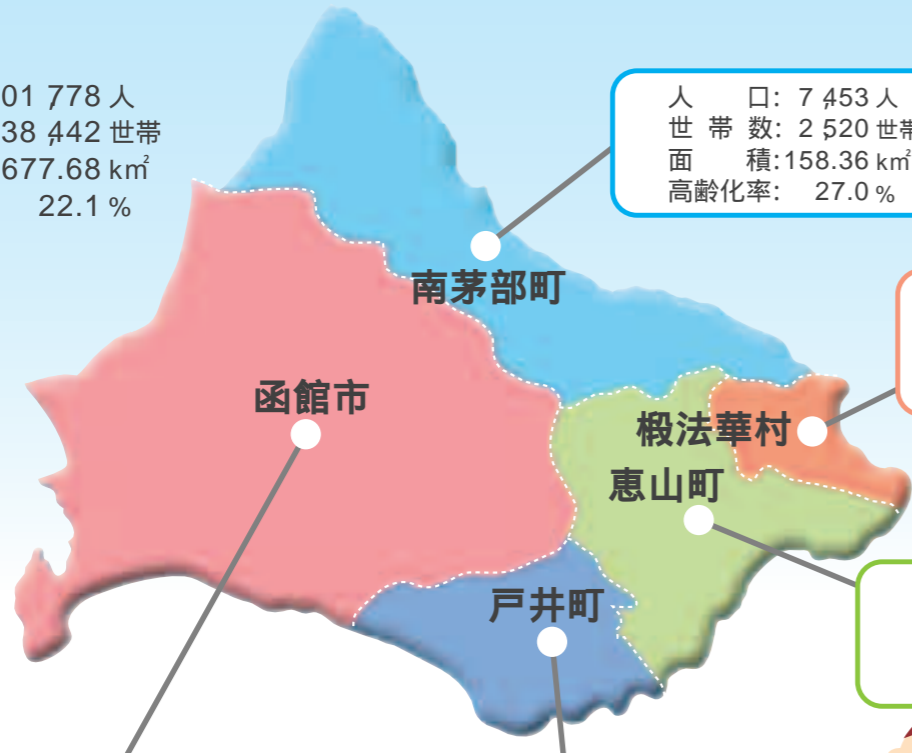 01,778 人
38,442 世帯
677.68 km²
22.1 %
人　　口: 7,453 人
世 帯 数: 2,520 世帯
面　　積:158.36 km²
高齢化率:　27.0 %
南茅部町
函館市
椴法華村
恵山町
戸井町